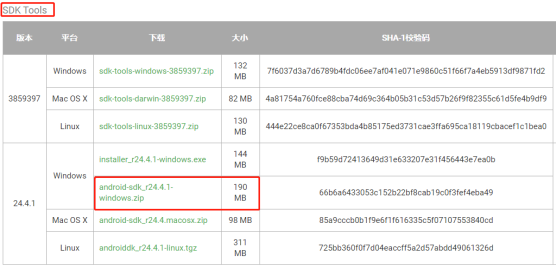 SDK Tools
版本 平台 下载 大小 SHA-1校验码
3859397 Windows sdk-tools-windows-3859397.zip 132 MB 7f6037d3a7d6789b4fdc06ee7af041e071e9860c51f66f7a4eb5913df9871fd2
Mac OS X sdk-tools-darwin-3859397.zip 82 MB 4a81754a760fce88cba74d69c364b05b31c53d57b26f9f82355c61d5fe4b9df9
Linux sdk-tools-linux-3859397.zip 130 MB 444e22ce8ca0f67353bda4b85175ed3731cae3ffa695ca18119cbacef1c1bea0
24.4.1 Windows installer_r24.4.1-windows.exe 144 MB f9b59d72413649d31e633207e31f456443e7ea0b
android-sdk_r24.4.1-windows.zip 190 MB 66b6a6433053c152b22bf8cab19c0f3fef4eba49
Mac OS X android-sdk_r24.4.macosx.zip 98 MB 85a9cccb0b1f9e6f1f616335c5f07107553840cd
Linux androiddk_r24.4.1-linux.tgz 311 MB 725bb360f0f7d04eaccff5a2d57abdd49061326d